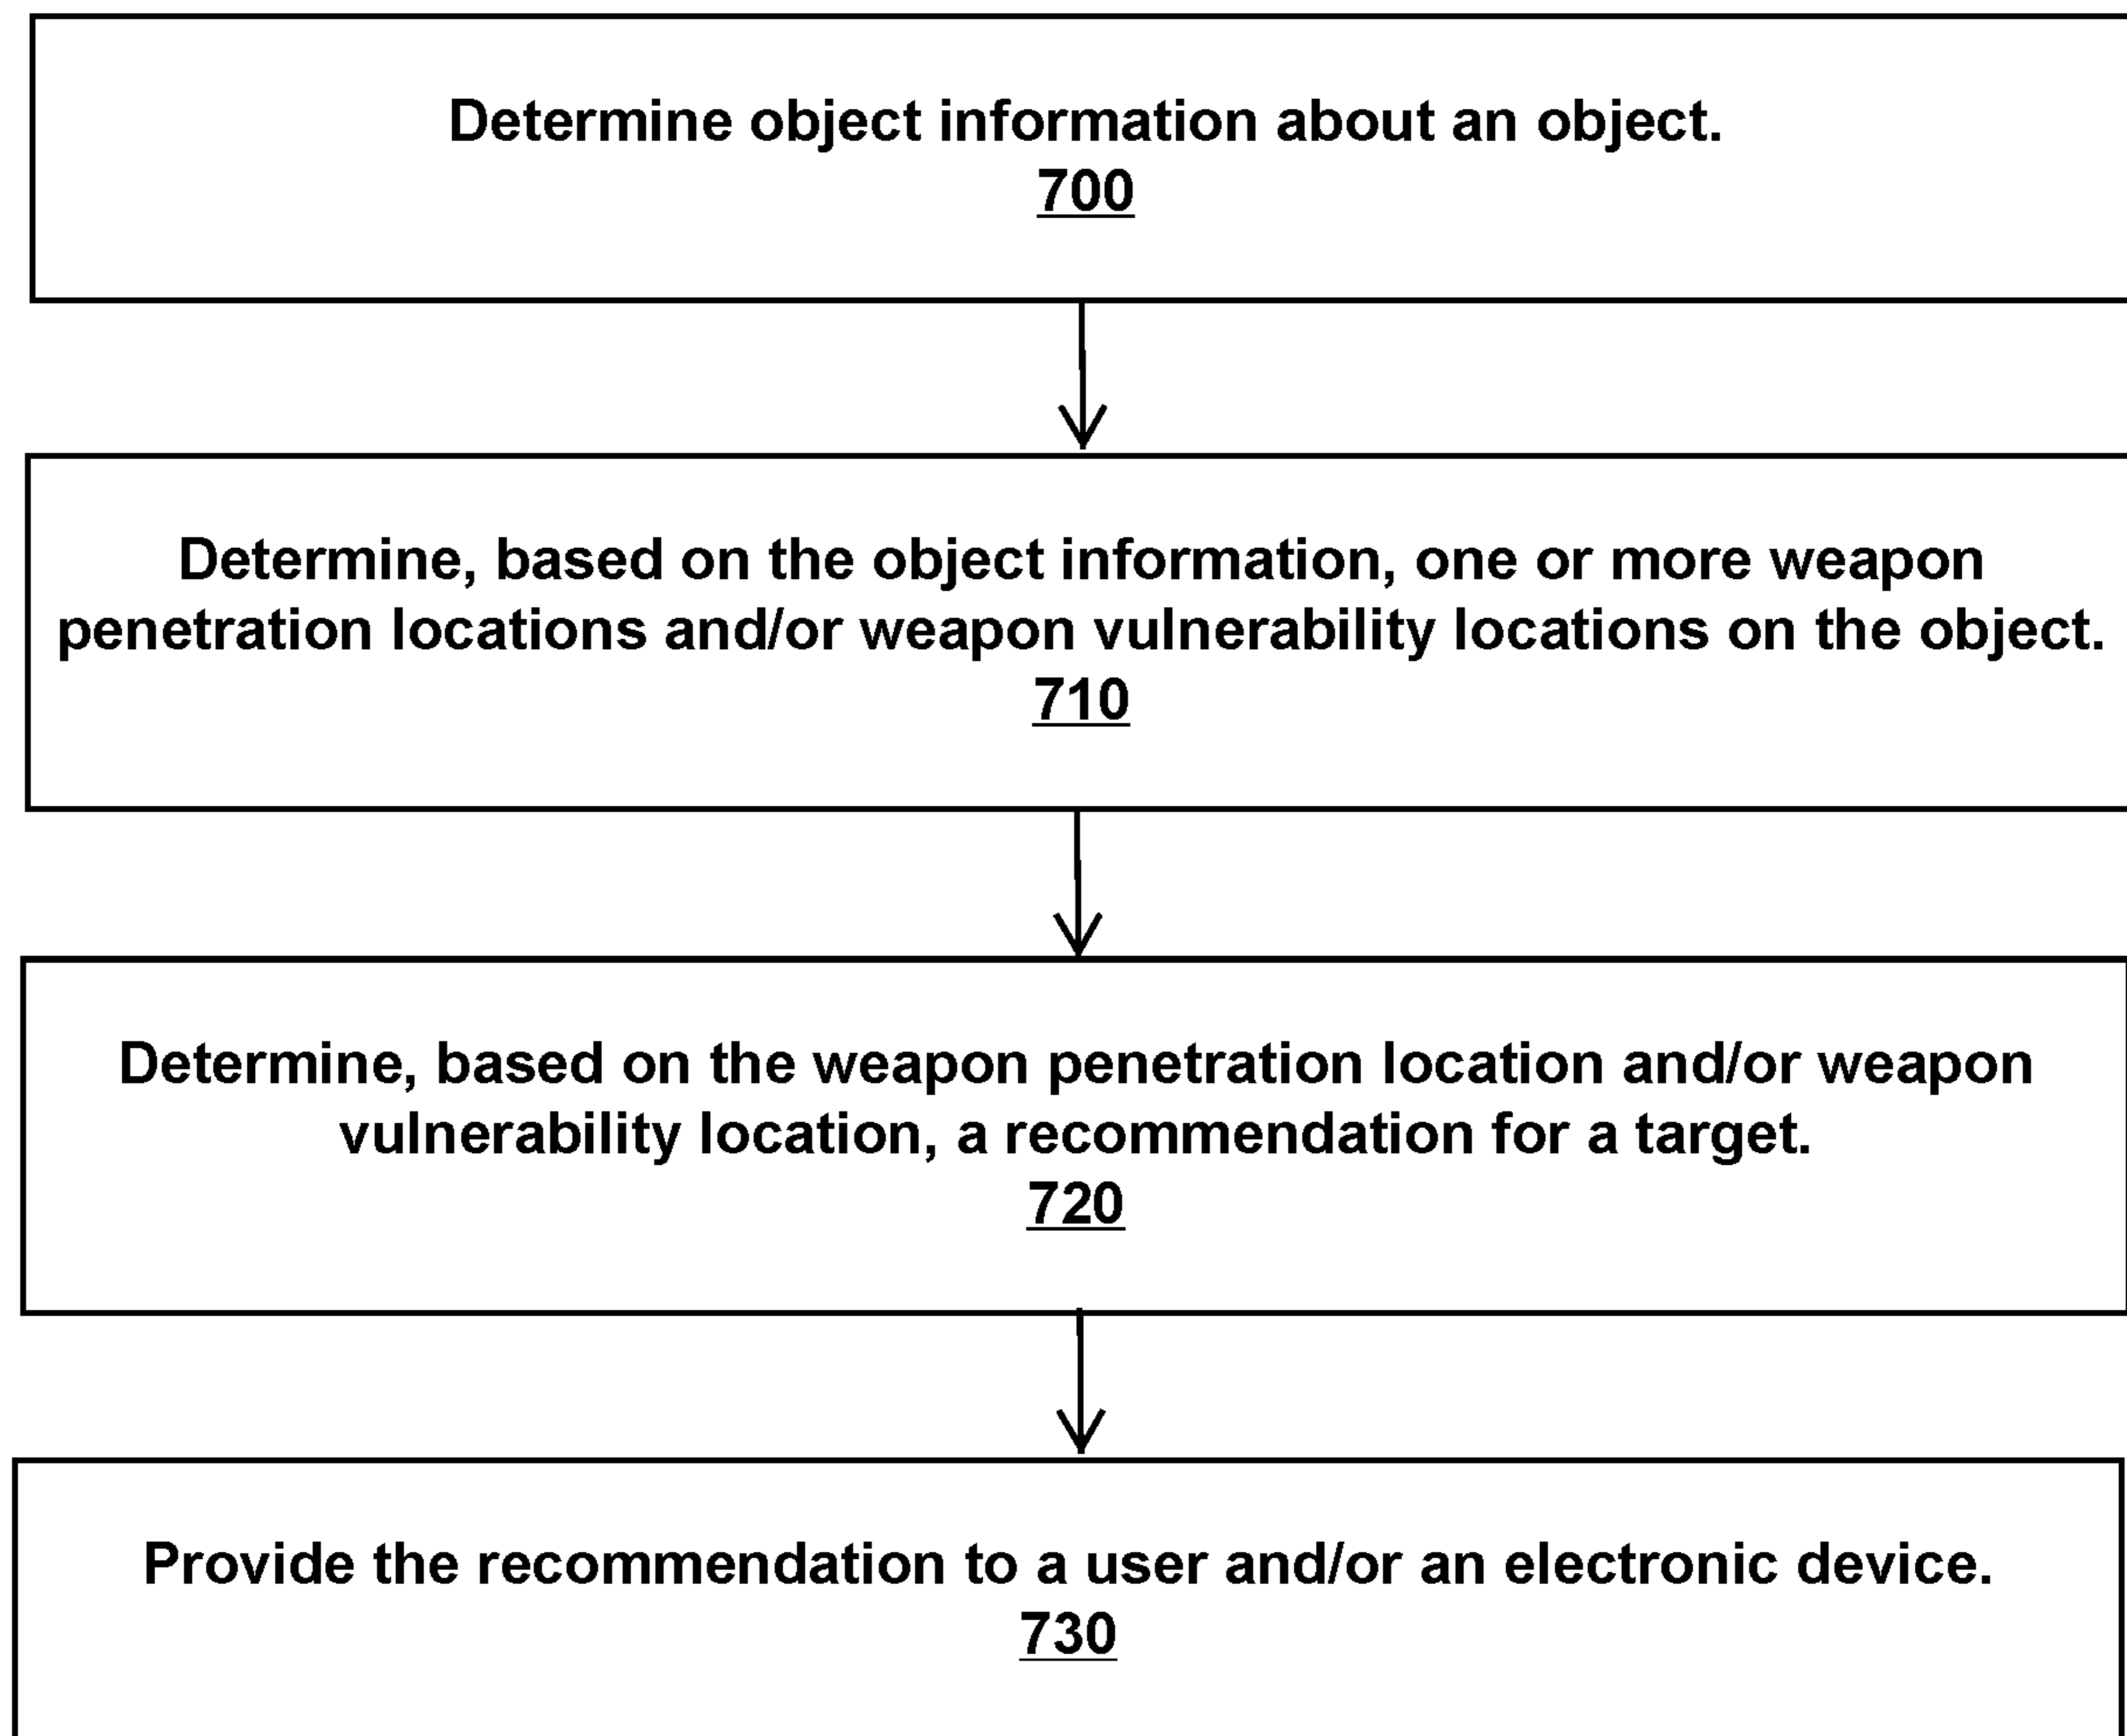 Determine object information about an object.
700
Determine, based on the object information, one or more weapon
penetration locations and/or weapon vulnerability locations on the object.
710
Determine, based on the weapon penetration location and/or weapon
vulnerability location, a recommendation for a target.
720
Provide the recommendation to a user and/or an electronic device.
730